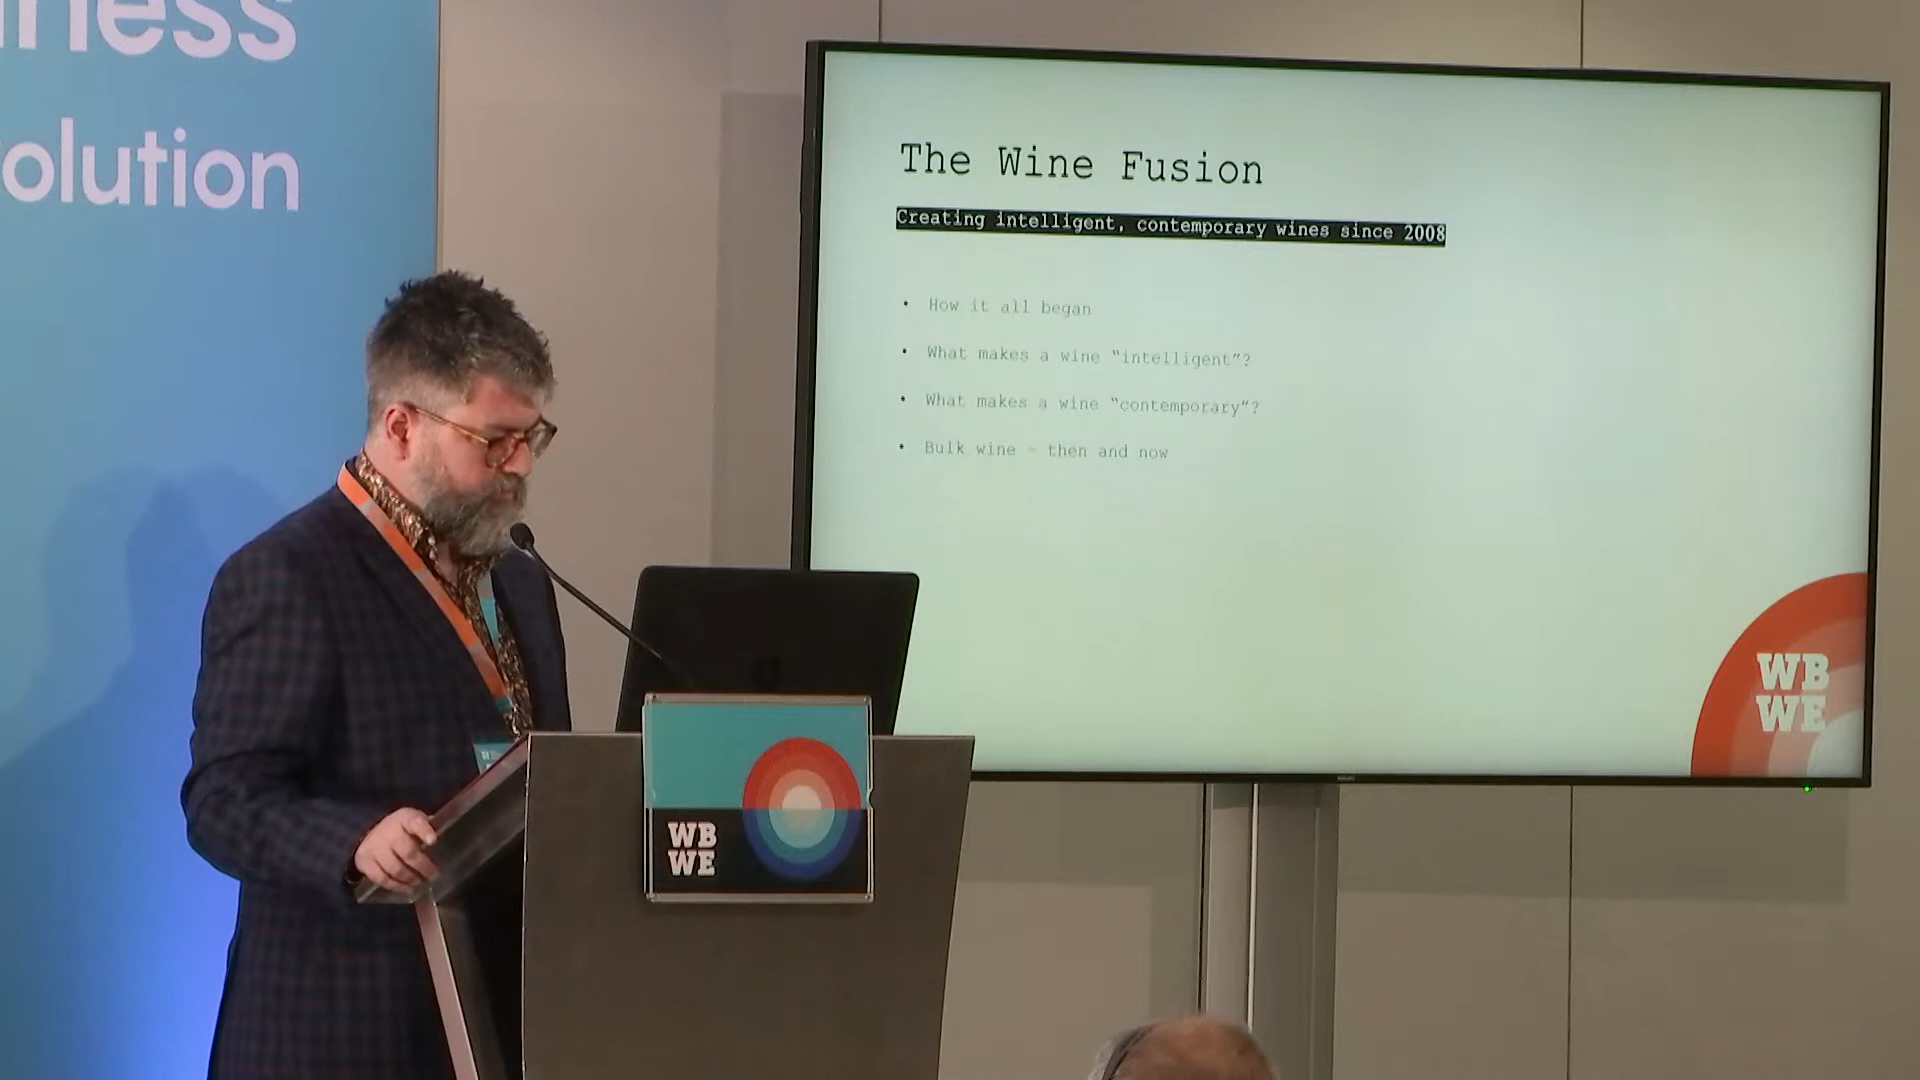 ness
olution
The Wine Fusion
Creating intelligent, contemporary wines since 2008
• How it all began
• What makes a wine “intelligent”?
• What makes a wine “contemporary”?
• Bulk wine - then and now
WB
WE
WB
WE